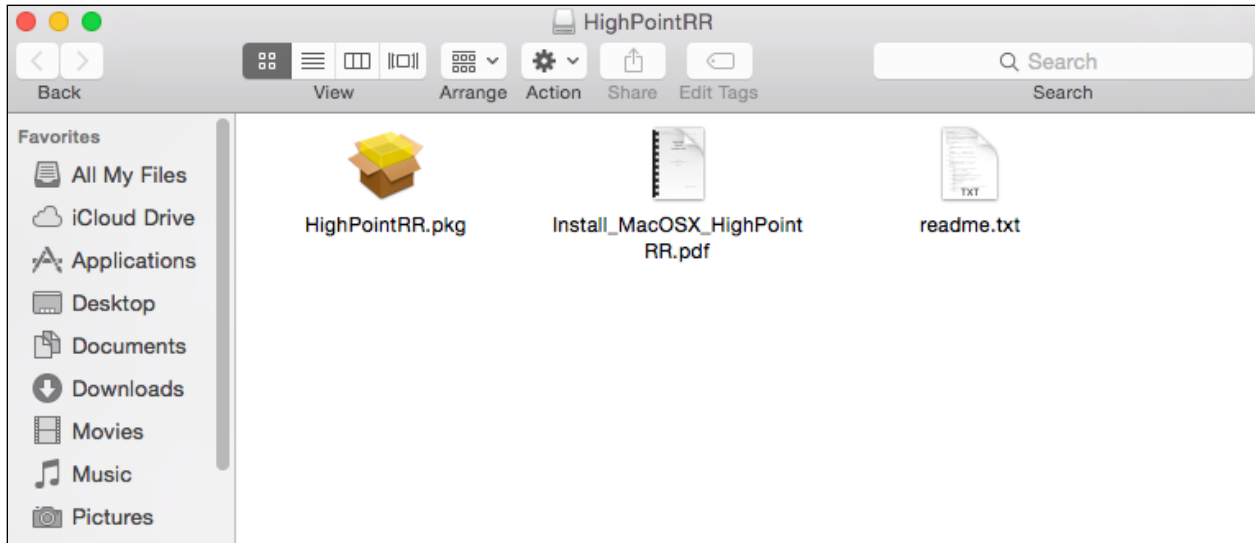 HighPointRR
Back
View
Arrange
Action
Share
Edit Tags
Search
Search
Favorites
All My Files
iCloud Drive
Applications
Desktop
Documents
Downloads
Movies
Music
Pictures
HighPointRR.pkg
Install_MacOSX_HighPoint
RR.pdf
TXT
readme.txt